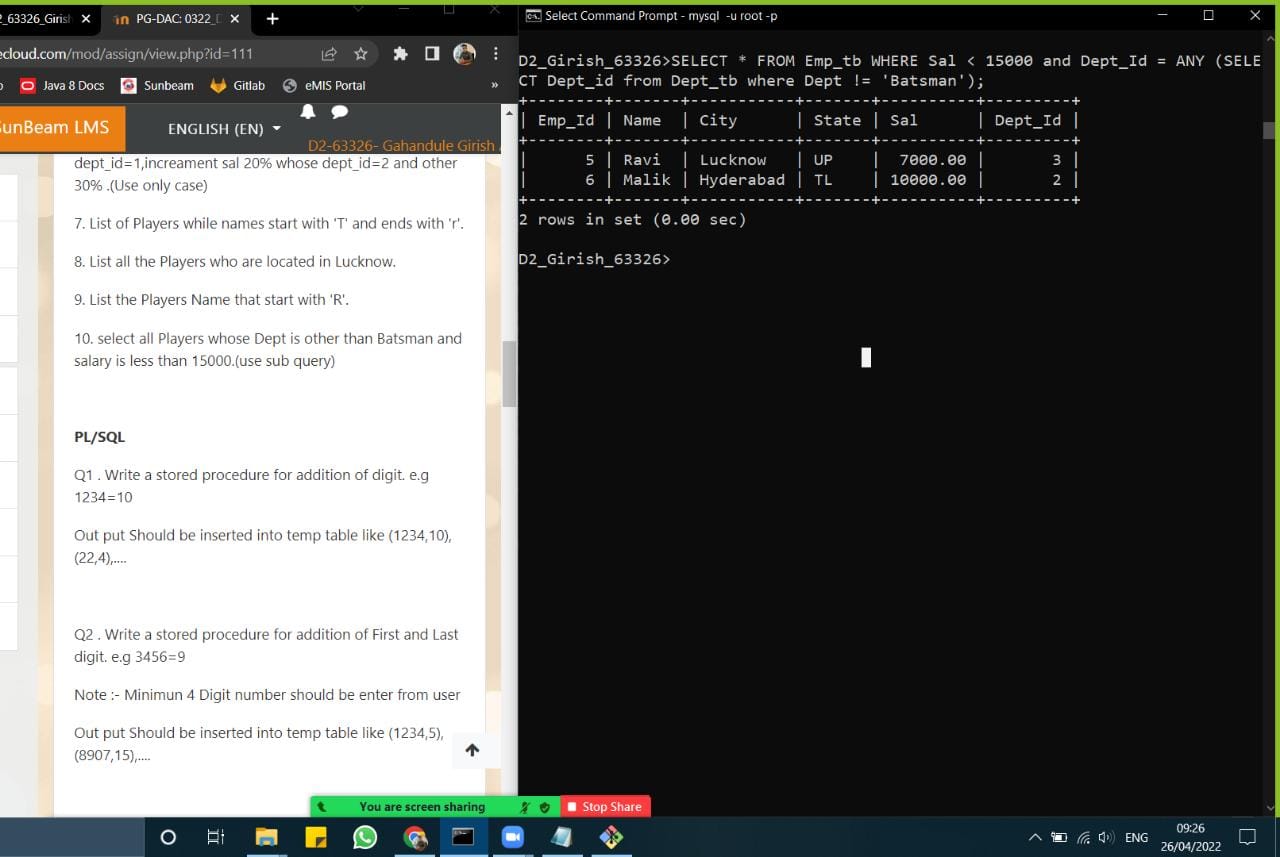 2_63326_Girish
PG-DAC: 0322_D
ecloud.com/mod/assign/view.php?id=111
Java 8 Docs
Sunbeam
Gitlab
eMIS Portal
»
SunBeam LMS
ENGLISH (EN)
D2-63326- Gahandule Girish
dept_id=1,increament sal 20% whose dept_id=2 and other
30% .(Use only case)
7. List of Players while names start with 'T' and ends with 'r'.
8. List all the Players who are located in Lucknow.
9. List the Players Name that start with 'R'.
10. select all Players whose Dept is other than Batsman and
salary is less than 15000.(use sub query)
PL/SQL
Q1 . Write a stored procedure for addition of digit. e.g
1234=10
Out put Should be inserted into temp table like (1234,10),
(22,4),....
Q2 . Write a stored procedure for addition of First and Last
digit. e.g 3456=9
Note :- Minimun 4 Digit number should be enter from user
Out put Should be inserted into temp table like (1234,5),
(8907,15),....
Select Command Prompt - mysql -u root -p
D2_Girish_63326>SELECT * FROM Emp_tb WHERE Sal < 15000 and Dept_Id = ANY (SELE
CT Dept_id from Dept_tb where Dept != 'Batsman');
+--------+-------+-----------+-------+----------+---------+
| Emp_Id | Name  | City      | State | Sal      | Dept_Id |
+--------+-------+-----------+-------+----------+---------+
|      5 | Ravi  | Lucknow   | UP    |  7000.00 |       3 |
|      6 | Malik | Hyderabad | TL    | 10000.00 |       2 |
+--------+-------+-----------+-------+----------+---------+
2 rows in set (0.00 sec)
D2_Girish_63326>
You are screen sharing
Stop Share
ENG
09:26
26/04/2022